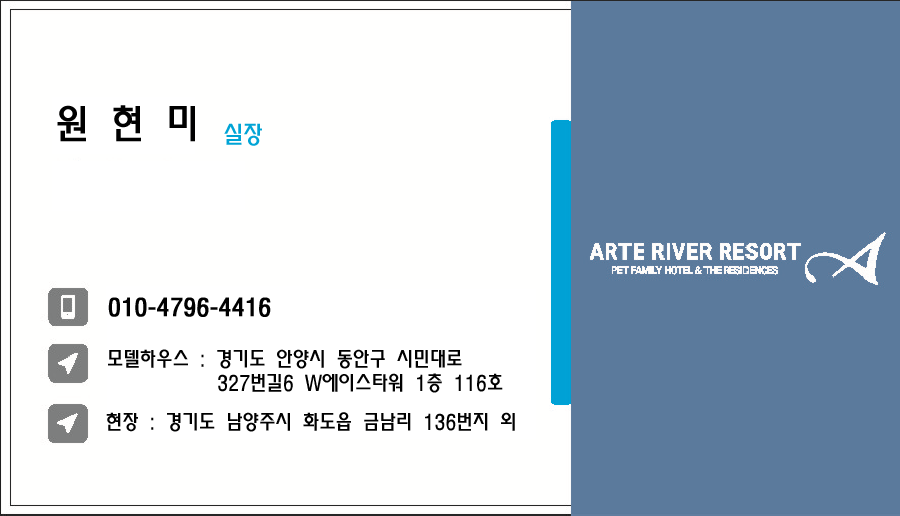 원 현 미 실장
010-4796-4416
모델하우스 : 경기도 안양시 동안구 시민대로
327번길6 W에이스타워 1층 116호
현장 : 경기도 남양주시 화도읍 금남리 136번지 외
ARTE RIVER RESORT
PET FAMILY HOTEL & THE RESIDENCES